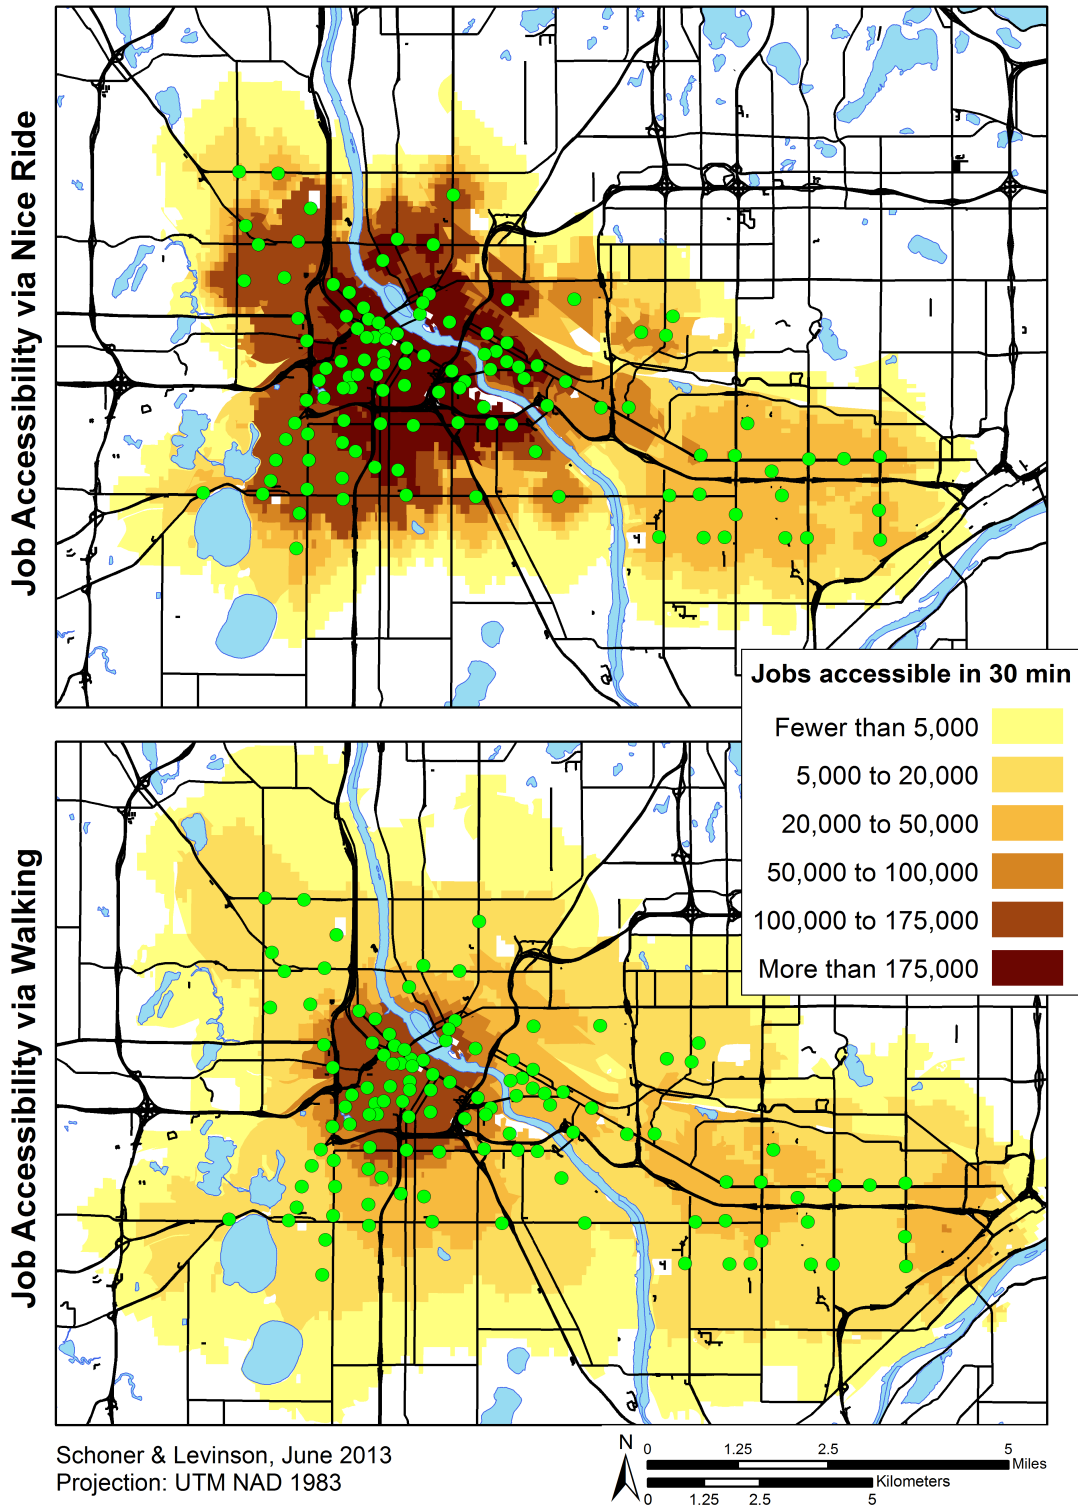 Job Accessibility via Nice Ride
Jobs accessible in 30 min
Fewer than 5,000
5,000 to 20,000
20,000 to 50,000
50,000 to 100,000
100,000 to 175,000
More than 175,000
Job Accessibility via Walking
Schoner & Levinson, June 2013
Projection: UTM NAD 1983
N
0 1.25 2.5 5
Miles
Kilometers
0 1.25 2.5 5